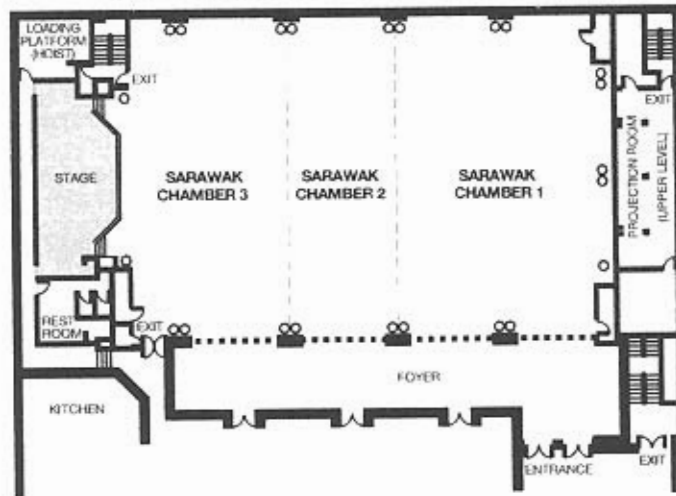 LOADING
PLATFORM
(HOIST)
EXIT
EXIT
STAGE
SARAWAK
CHAMBER 3
SARAWAK
CHAMBER 2
SARAWAK
CHAMBER 1
PROJECTION ROOM
(UPPER LEVEL)
REST
ROOM
EXIT
FOYER
KITCHEN
ENTRANCE
EXIT